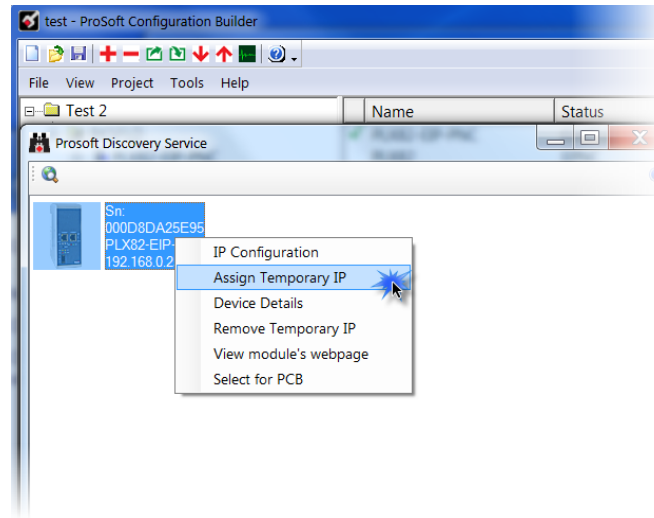 test - ProSoft Configuration Builder
File View Project Tools Help
Test 2
Name Status
Prosoft Discovery Service
Sn:
000D8DA25E95
PLX82-EIP-
192.168.0.2
IP Configuration
Assign Temporary IP
Device Details
Remove Temporary IP
View module's webpage
Select for PCB